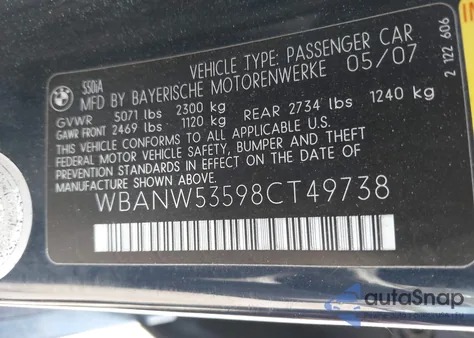 VEHICLE TYPE: PASSENGER CAR
550iA
MFD BY BAYERISCHE MOTORENWERKE 05/07
GVWR 5071 lbs 2300 kg
GAWR FRONT 2469 lbs 1120 kg REAR 2734 lbs 1240 kg
THIS VEHICLE CONFORMS TO ALL APPLICABLE U.S.
FEDERAL MOTOR VEHICLE SAFETY, BUMPER AND THEFT
PREVENTION STANDARDS IN EFFECT ON THE DATE OF
MANUFACTURE SHOWN ABOVE.
WBANW53598CT49738
2 122 606
autoSnap